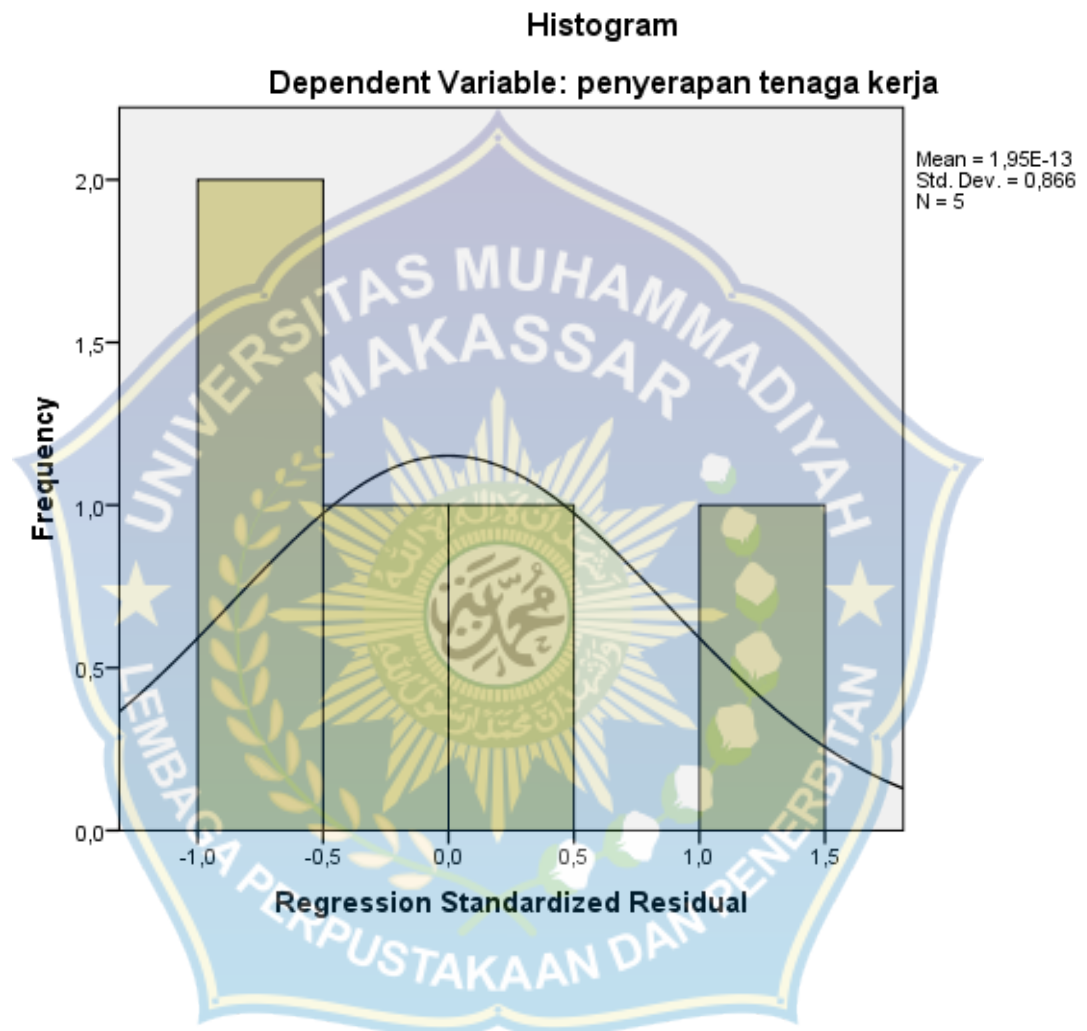 Histogram
Dependent Variable: penyerapan tenaga kerja
Mean = 1,95E-13
Std. Dev. = 0,866
N = 5
Frequency
2,0
1,5
1,0
0,5
0,0
-1,0 -0,5 0,0 0,5 1,0 1,5
Regression Standardized Residual
UNIVERSITAS MUHAMMADIYAH
MAKASSAR
محمد
LEMBAGA PERPUSTAKAAN DAN PENERBITAN